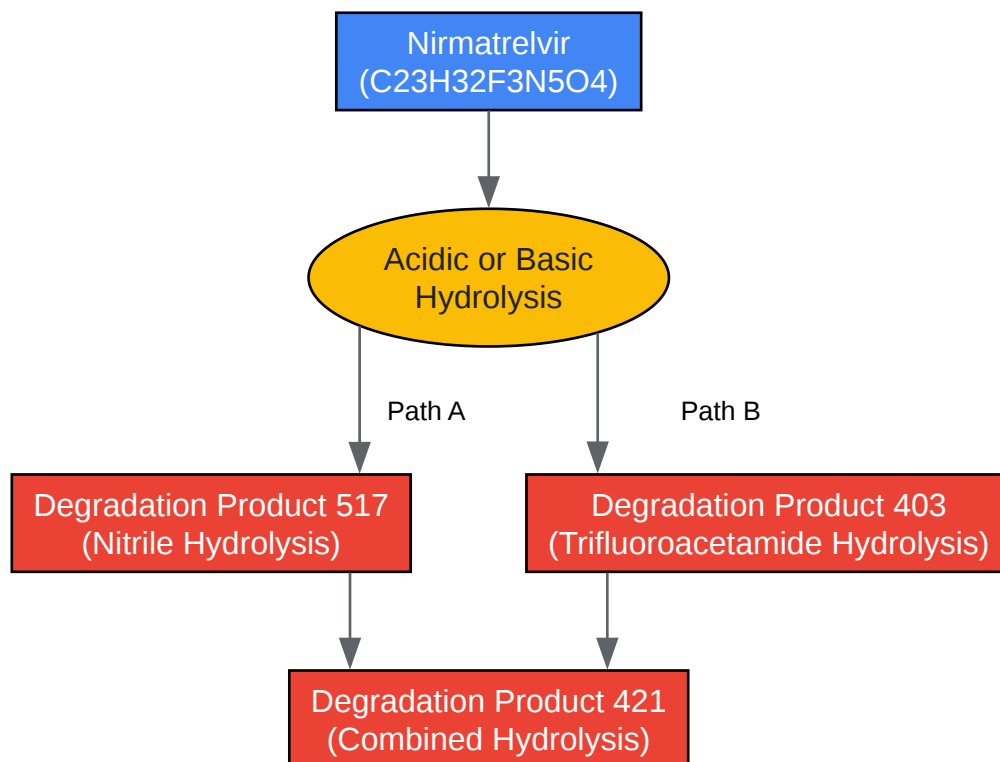 Nirmatrelvir
(C23H32F3N5O4)
Acidic or Basic
Hydrolysis
Path A
Path B
Degradation Product 517
(Nitrile Hydrolysis)
Degradation Product 403
(Trifluoroacetamide Hydrolysis)
Degradation Product 421
(Combined Hydrolysis)